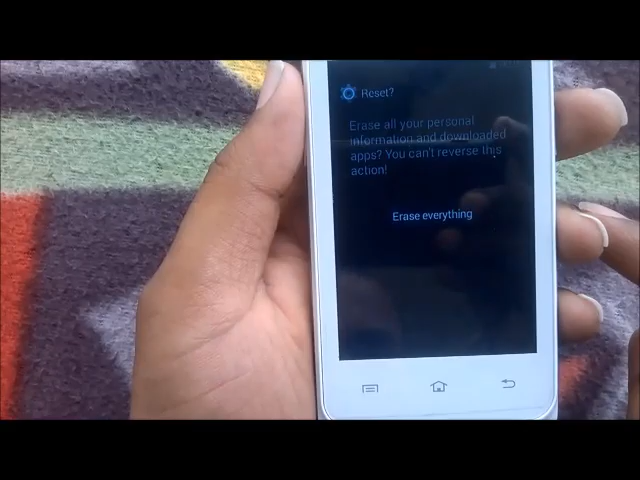 Reset?
Erase all your personal
information and downloaded
apps? You can't reverse this
action!
Erase everything